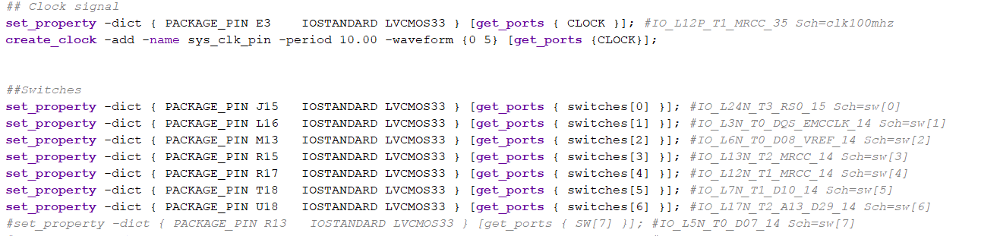 ## Clock signal
set_property -dict { PACKAGE_PIN E3    IOSTANDARD LVCMOS33 } [get_ports { CLOCK }]; #IO_L12P_T1_MRCC_35 Sch=clk100mhz
create_clock -add -name sys_clk_pin -period 10.00 -waveform {0 5} [get_ports {CLOCK}];
##Switches
set_property -dict { PACKAGE_PIN J15   IOSTANDARD LVCMOS33 } [get_ports { switches[0] }]; #IO_L24N_T3_RS0_15 Sch=sw[0]
set_property -dict { PACKAGE_PIN L16   IOSTANDARD LVCMOS33 } [get_ports { switches[1] }]; #IO_L3N_T0_DQS_EMCCLK_14 Sch=sw[1]
set_property -dict { PACKAGE_PIN M13   IOSTANDARD LVCMOS33 } [get_ports { switches[2] }]; #IO_L6N_T0_D08_VREF_14 Sch=sw[2]
set_property -dict { PACKAGE_PIN R15   IOSTANDARD LVCMOS33 } [get_ports { switches[3] }]; #IO_L13N_T2_MRCC_14 Sch=sw[3]
set_property -dict { PACKAGE_PIN R17   IOSTANDARD LVCMOS33 } [get_ports { switches[4] }]; #IO_L12N_T1_MRCC_14 Sch=sw[4]
set_property -dict { PACKAGE_PIN T18   IOSTANDARD LVCMOS33 } [get_ports { switches[5] }]; #IO_L7N_T1_D10_14 Sch=sw[5]
set_property -dict { PACKAGE_PIN U18   IOSTANDARD LVCMOS33 } [get_ports { switches[6] }]; #IO_L17N_T2_A13_D29_14 Sch=sw[6]
#set_property -dict { PACKAGE_PIN R13   IOSTANDARD LVCMOS33 } [get_ports { SW[7] }]; #IO_L5N_T0_D07_14 Sch=sw[7]